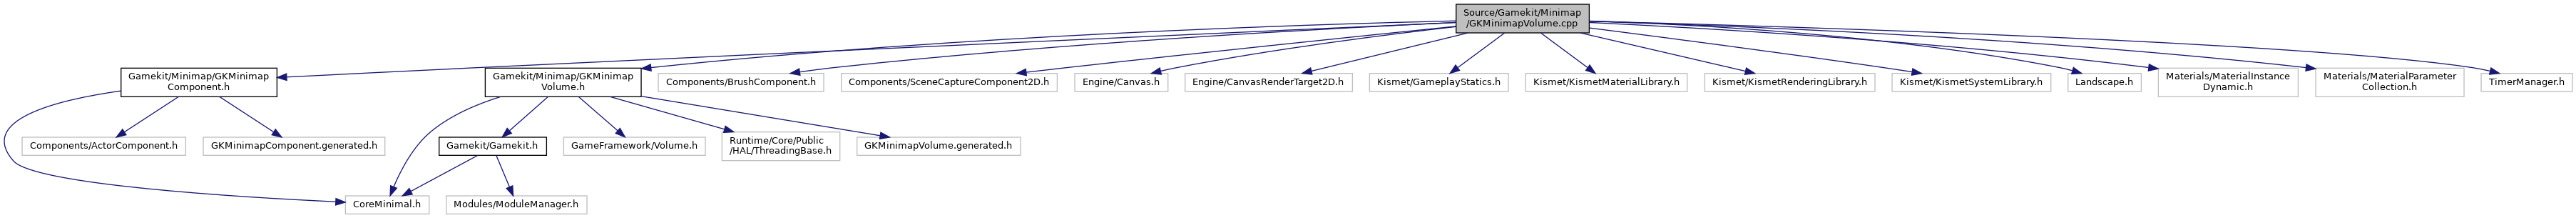 Source/Gamekit/Minimap
/GKMinimapVolume.cpp
Gamekit/Minimap/GKMinimap
Component.h
Gamekit/Minimap/GKMinimap
Volume.h
Components/BrushComponent.h
Components/SceneCaptureComponent2D.h
Engine/Canvas.h
Engine/CanvasRenderTarget2D.h
Kismet/GameplayStatics.h
Kismet/KismetMaterialLibrary.h
Kismet/KismetRenderingLibrary.h
Kismet/KismetSystemLibrary.h
Landscape.h
Materials/MaterialInstance
Dynamic.h
Materials/MaterialParameter
Collection.h
TimerManager.h
Components/ActorComponent.h
GKMinimapComponent.generated.h
Gamekit/Gamekit.h
GameFramework/Volume.h
Runtime/Core/Public
/HAL/ThreadingBase.h
GKMinimapVolume.generated.h
CoreMinimal.h
Modules/ModuleManager.h